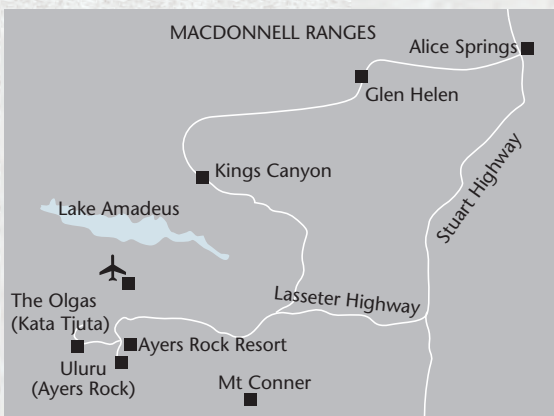 MACDONNELL RANGES
Alice Springs
Glen Helen
Kings Canyon
Stuart Highway
Lake Amadeus
Lasseter Highway
The Olgas
(Kata Tjuta)
Ayers Rock Resort
Uluru
(Ayers Rock)
Mt Conner